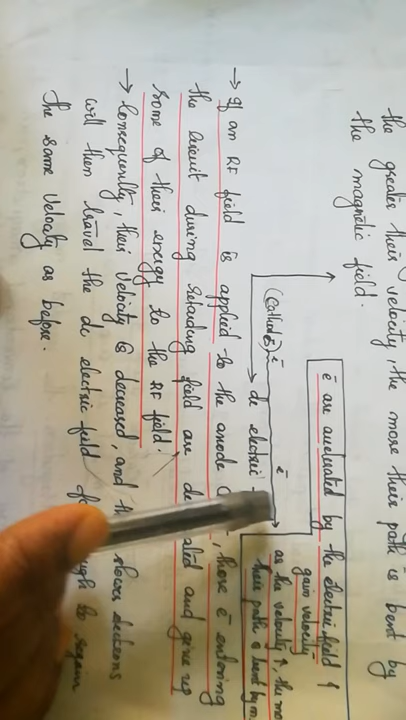 the greater their velocity, the more their path is bent by
the magnetic field.
ē are accelerated by the electric field &
gain velocity
as the velocity ↑, the mo
their path is bent by m
(Cathode) ē
ē
dc electric
→ If an RF field is applied to the anode, those ē entering
the circuit during retarding field are and give up
some of their energy to the RF field.
→ Consequently, their velocity is decreased, and slower electrons
will then travel the dc electric field to regain
the same velocity as before.